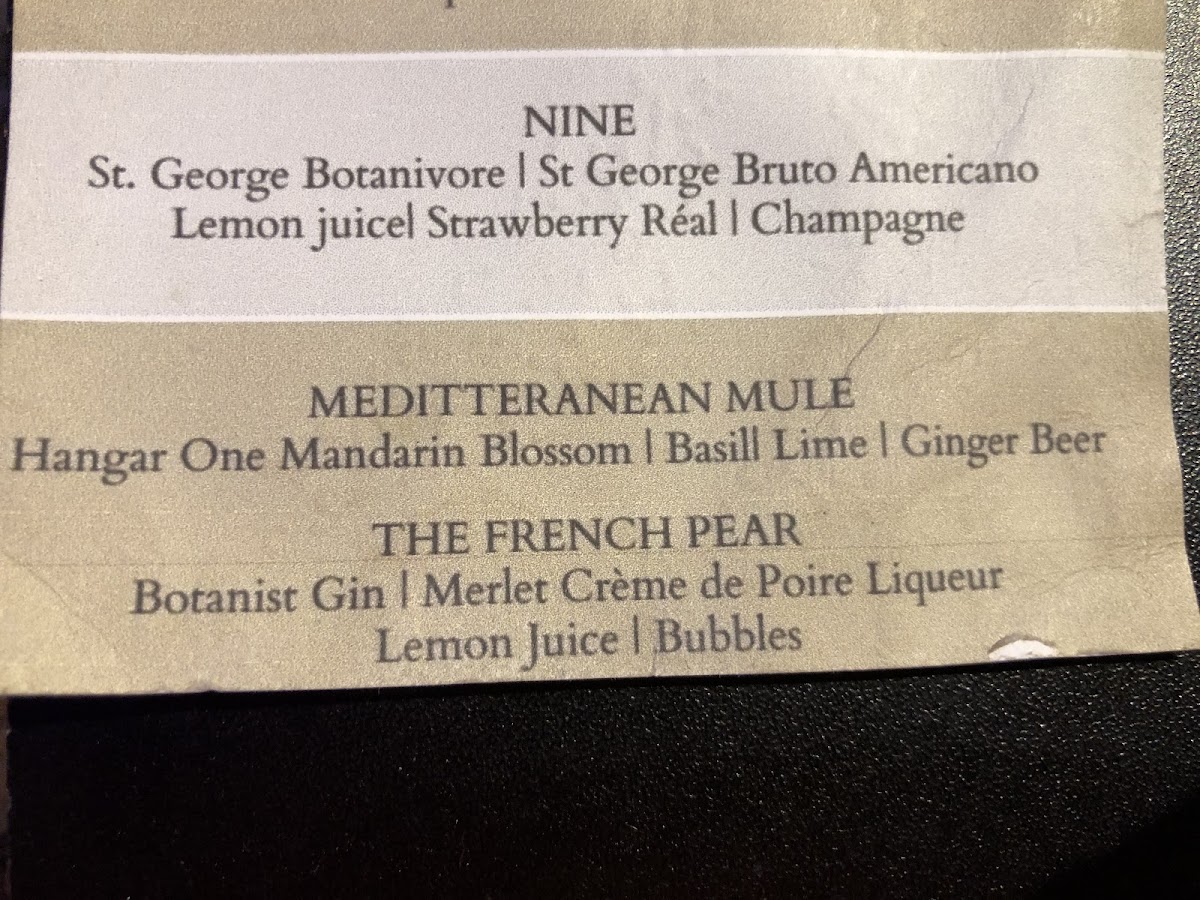 NINE
St. George Botanivore | St George Bruto Americano
Lemon juicel Strawberry Réal | Champagne
MEDITTERANEAN MULE
Hangar One Mandarin Blossom | Basill Lime | Ginger Beer
THE FRENCH PEAR
Botanist Gin | Merlet Crème de Poire Liqueur
Lemon Juice | Bubbles